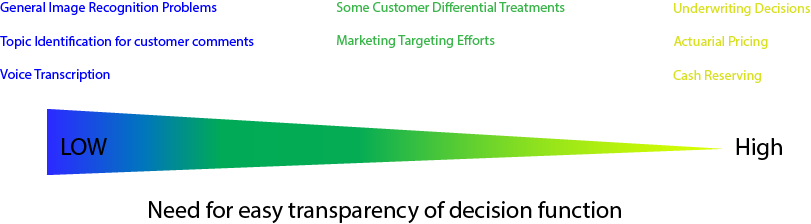 General Image Recognition Problems
Topic Identification for customer comments
Voice Transcription
Some Customer Differential Treatments
Marketing Targeting Efforts
Underwriting Decisions
Actuarial Pricing
Cash Reserving
LOW
High
Need for easy transparency of decision function